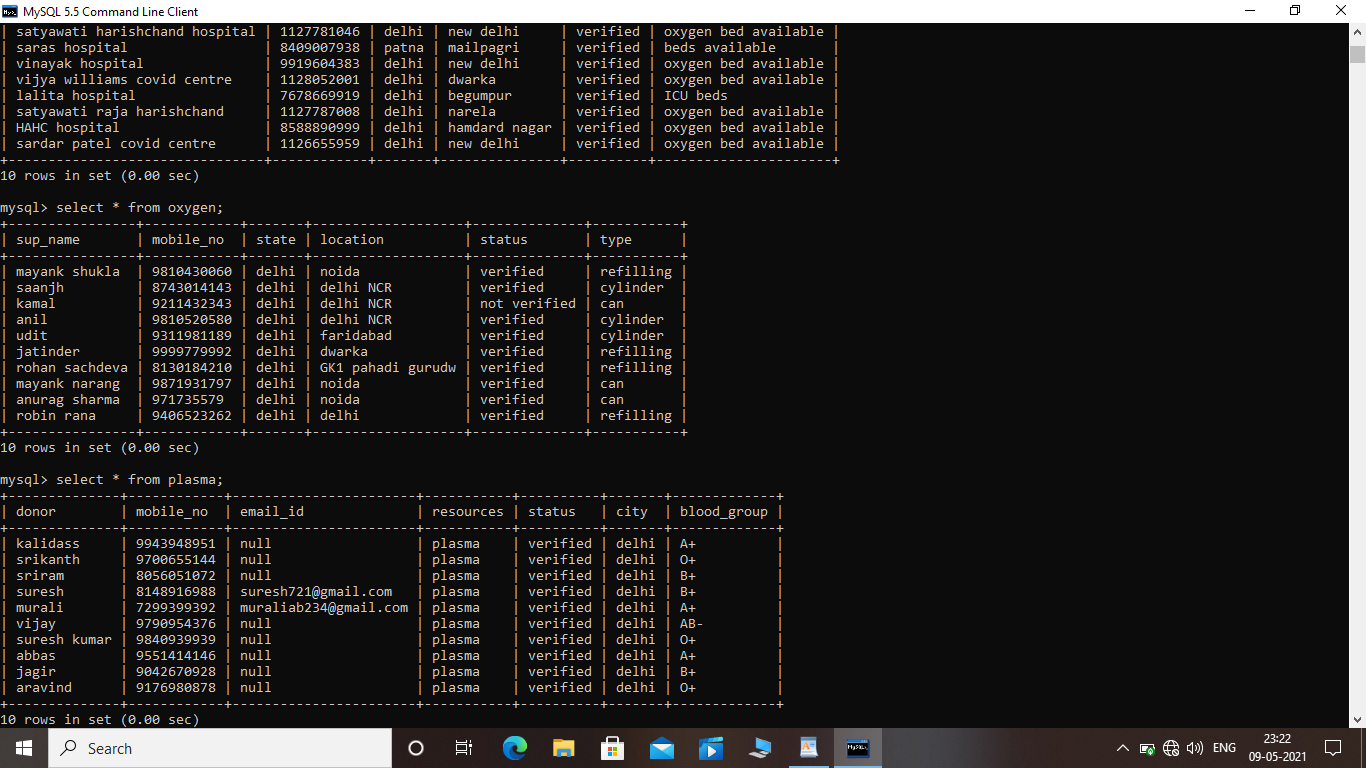 MySQL 5.5 Command Line Client
| satyawati harishchand hospital | 1127781046 | delhi | new delhi | verified | oxygen bed available |
| saras hospital | 8409007938 | patna | mailpagri | verified | beds available |
| vinayak hospital | 9919604383 | delhi | new delhi | verified | oxygen bed available |
| vijya williams covid centre | 1128052001 | delhi | dwarka | verified | oxygen bed available |
| lalita hospital | 7678669919 | delhi | begumpur | verified | ICU beds |
| satyawati raja harishchand | 1127787008 | delhi | narela | verified | oxygen bed available |
| HAHC hospital | 8588890999 | delhi | hamdard nagar | verified | oxygen bed available |
| sardar patel covid centre | 1126655959 | delhi | new delhi | verified | oxygen bed available |
10 rows in set (0.00 sec)
mysql> select * from oxygen;
| sup_name | mobile_no | state | location | status | type |
| mayank shukla | 9810430060 | delhi | noida | verified | refilling |
| saanjh | 8743014143 | delhi | delhi NCR | verified | cylinder |
| kamal | 9211432343 | delhi | delhi NCR | not verified | can |
| anil | 9810520580 | delhi | delhi NCR | verified | cylinder |
| udit | 9311981189 | delhi | faridabad | verified | cylinder |
| jatinder | 9999779992 | delhi | dwarka | verified | refilling |
| rohan sachdeva | 8130184210 | delhi | GK1 pahadi gurudw | verified | refilling |
| mayank narang | 9871931797 | delhi | noida | verified | can |
| anurag sharma | 971735579 | delhi | noida | verified | can |
| robin rana | 9406523262 | delhi | delhi | verified | refilling |
10 rows in set (0.00 sec)
mysql> select * from plasma;
| donor | mobile_no | email_id | resources | status | city | blood_group |
| kalidass | 9943948951 | null | plasma | verified | delhi | A+ |
| srikanth | 9700655144 | null | plasma | verified | delhi | O+ |
| sriram | 8056051072 | null | plasma | verified | delhi | B+ |
| suresh | 8148916988 | suresh721@gmail.com | plasma | verified | delhi | B+ |
| murali | 7299399392 | muraliab234@gmail.com | plasma | verified | delhi | A+ |
| vijay | 9790954376 | null | plasma | verified | delhi | AB- |
| suresh kumar | 9840939939 | null | plasma | verified | delhi | O+ |
| abbas | 9551414146 | null | plasma | verified | delhi | A+ |
| jagir | 9042670928 | null | plasma | verified | delhi | B+ |
| aravind | 9176980878 | null | plasma | verified | delhi | O+ |
10 rows in set (0.00 sec)
Search
ENG
23:22
09-05-2021